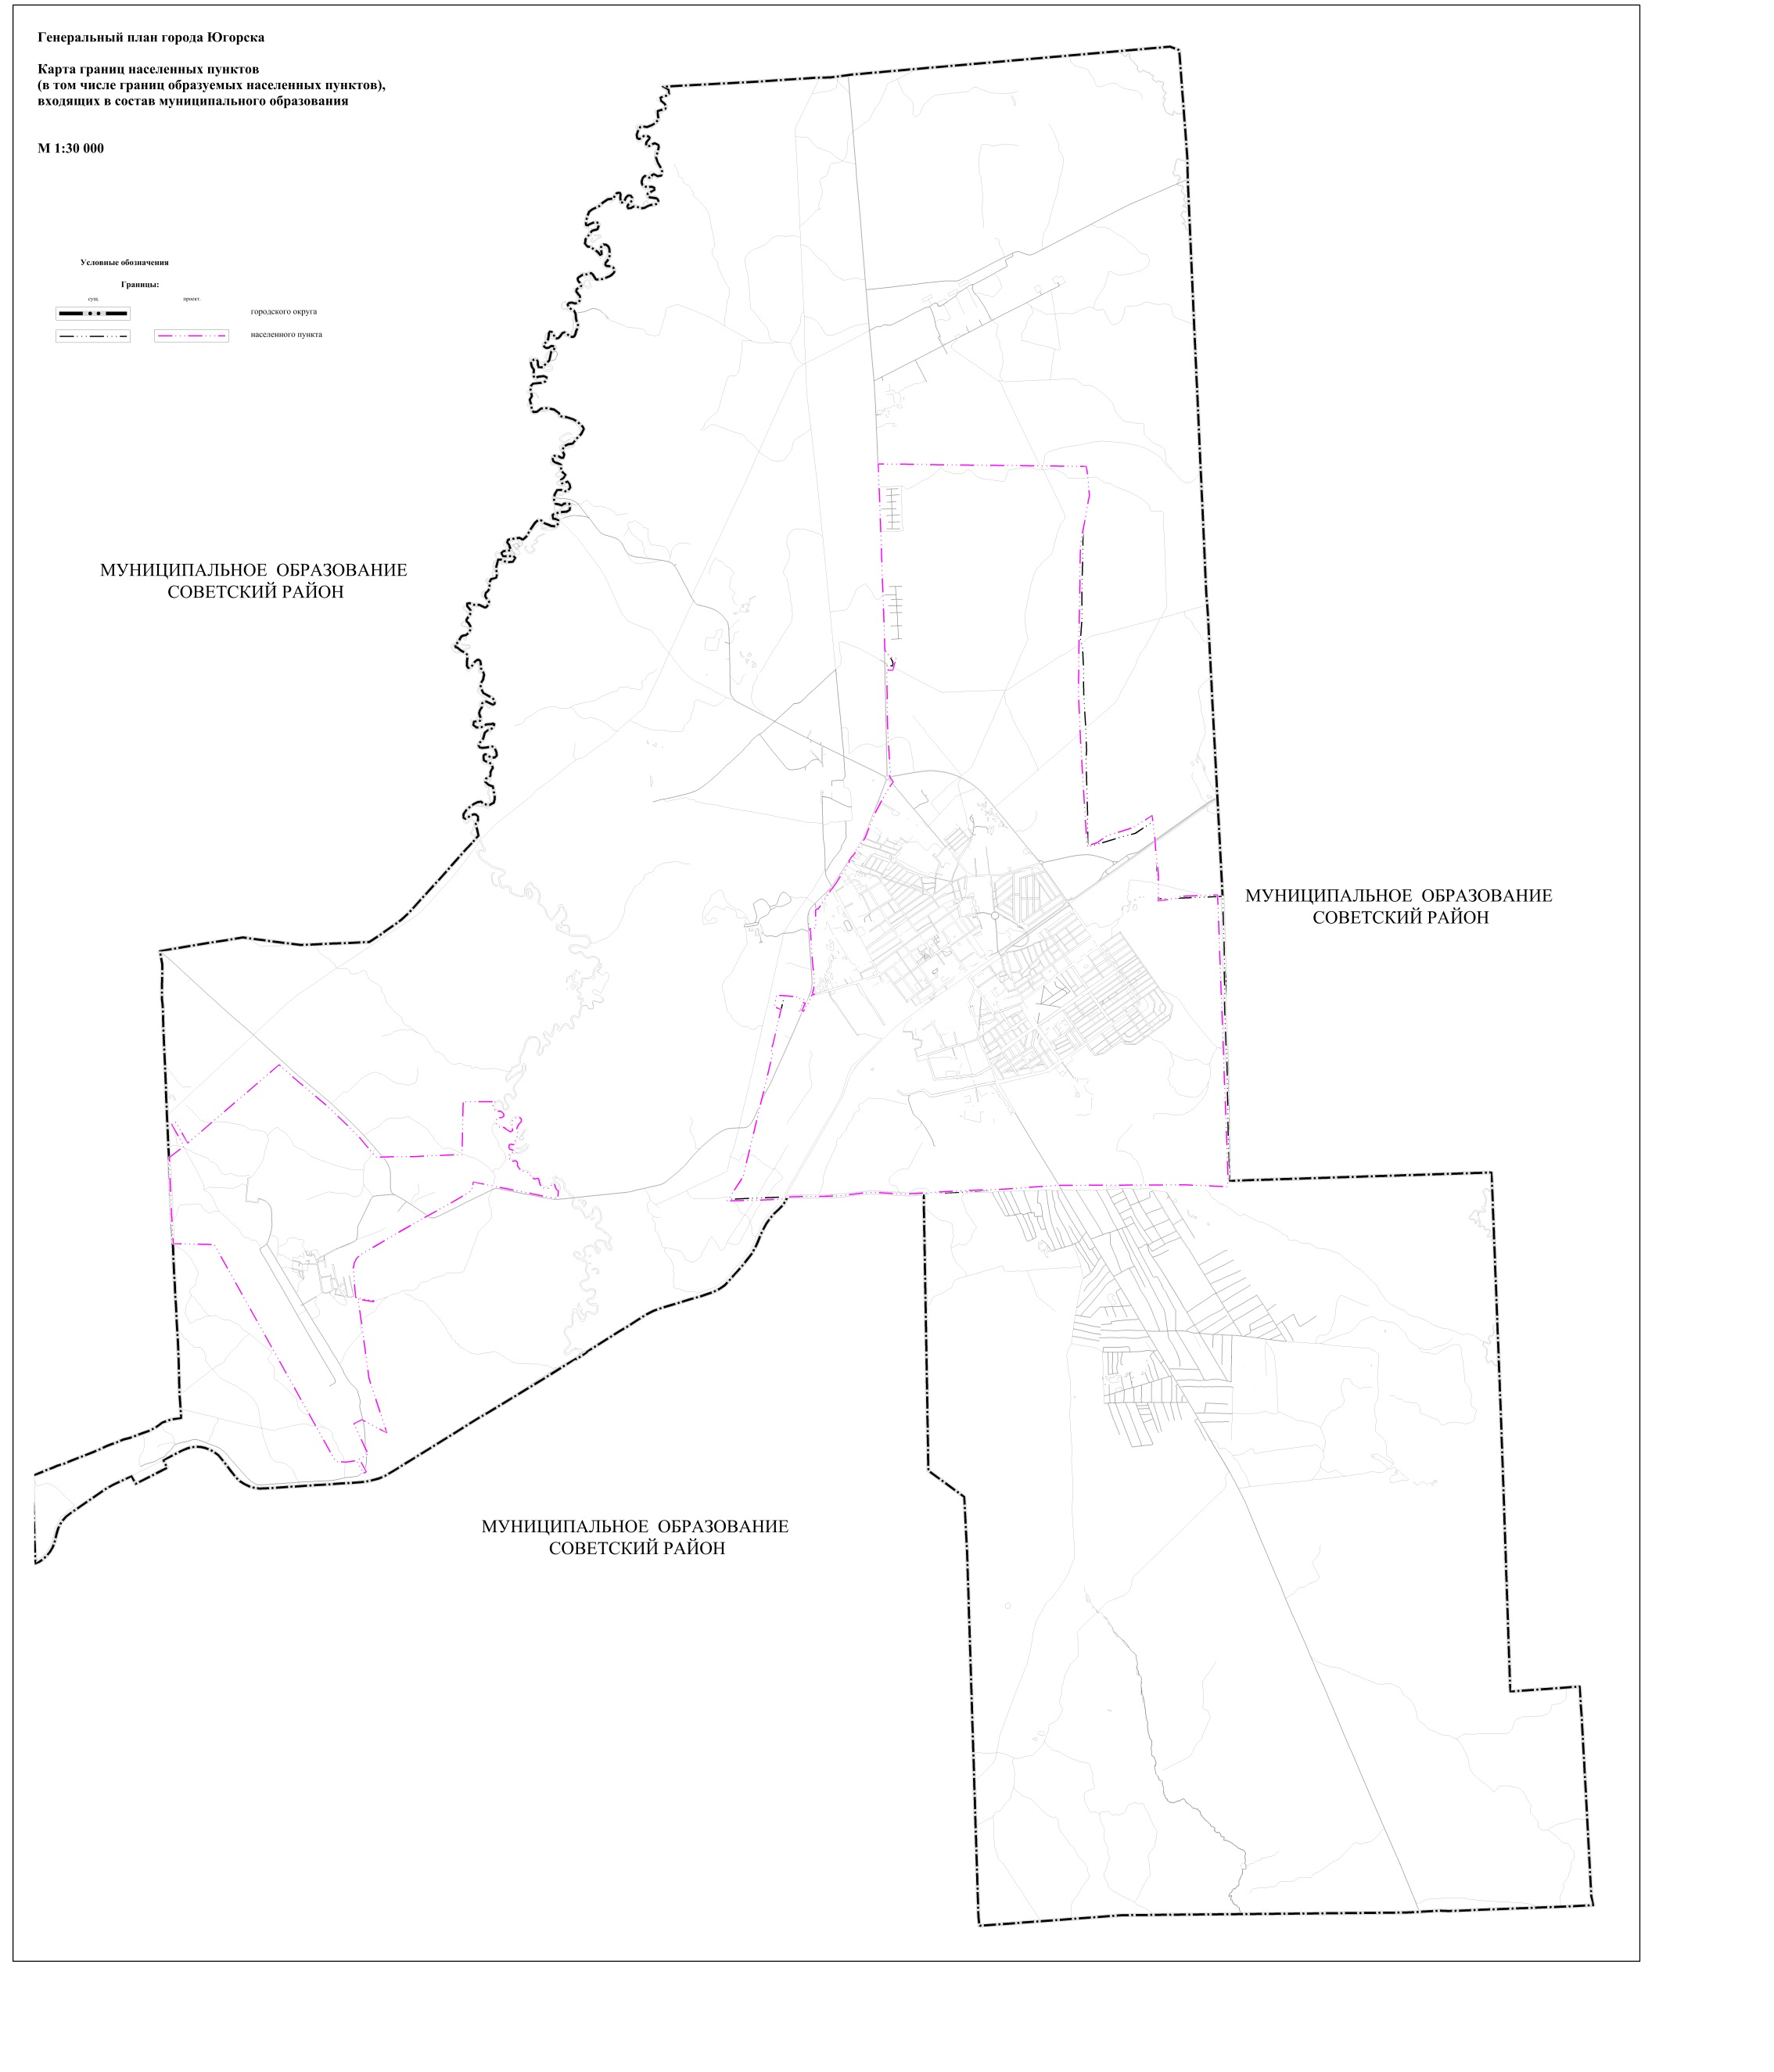 Генеральный план города Югорска
Карта границ населенных пунктов
(в том числе границ образуемых населенных пунктов),
входящих в состав муниципального образования
М 1:30 000
Условные обозначения
Границы:
сущ. проект.
городского округа
населенного пункта
МУНИЦИПАЛЬНОЕ ОБРАЗОВАНИЕ
СОВЕТСКИЙ РАЙОН
МУНИЦИПАЛЬНОЕ ОБРАЗОВАНИЕ
СОВЕТСКИЙ РАЙОН
МУНИЦИПАЛЬНОЕ ОБРАЗОВАНИЕ
СОВЕТСКИЙ РАЙОН